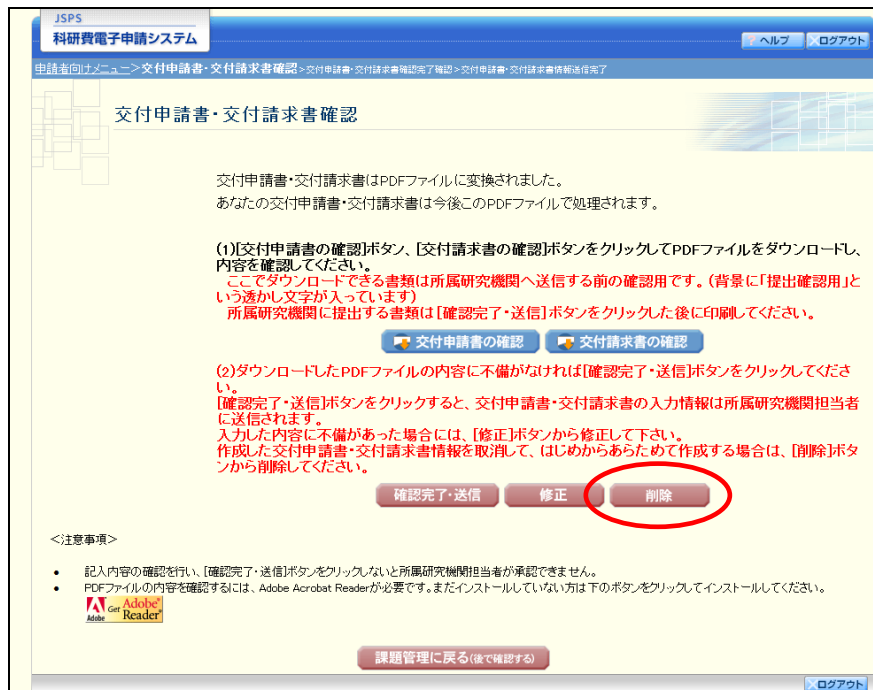 JSPS
科研費電子申請システム
ヘルプ
ログアウト
申請者向けメニュー>交付申請書・交付請求書確認>交付申請書・交付請求書確認完了確認>交付申請書・交付請求書情報送信完了
交付申請書・交付請求書確認
交付申請書・交付請求書はPDFファイルに変換されました。
あなたの交付申請書・交付請求書は今後このPDFファイルで処理されます。
(1)[交付申請書の確認]ボタン、[交付請求書の確認]ボタンをクリックしてPDFファイルをダウンロードし、
内容を確認してください。
ここでダウンロードできる書類は所属研究機関へ送信する前の確認用です。(背景に「提出確認用」と
いう透かし文字が入っています)
所属研究機関に提出する書類は[確認完了・送信]ボタンをクリックした後に印刷してください。
交付申請書の確認
交付請求書の確認
(2)ダウンロードしたPDFファイルの内容に不備がなければ[確認完了・送信]ボタンをクリックしてくださ
い。
[確認完了・送信]ボタンをクリックすると、交付申請書・交付請求書の入力情報は所属研究機関担当者
に送信されます。
入力した内容に不備があった場合には、[修正]ボタンから修正して下さい。
作成した交付申請書・交付請求書情報を取消して、はじめからあらためて作成する場合は、[削除]ボタ
ンから削除してください。
確認完了・送信
修正
削除
<注意事項>
• 記入内容の確認を行い、[確認完了・送信]ボタンをクリックしないと所属研究機関担当者が承認できません。
• PDFファイルの内容を確認するには、Adobe Acrobat Readerが必要です。まだインストールしていない方は下のボタンをクリックしてインストールしてください。
Adobe
Get Adobe®
Reader®
課題管理に戻る(後で確認する)
ログアウト